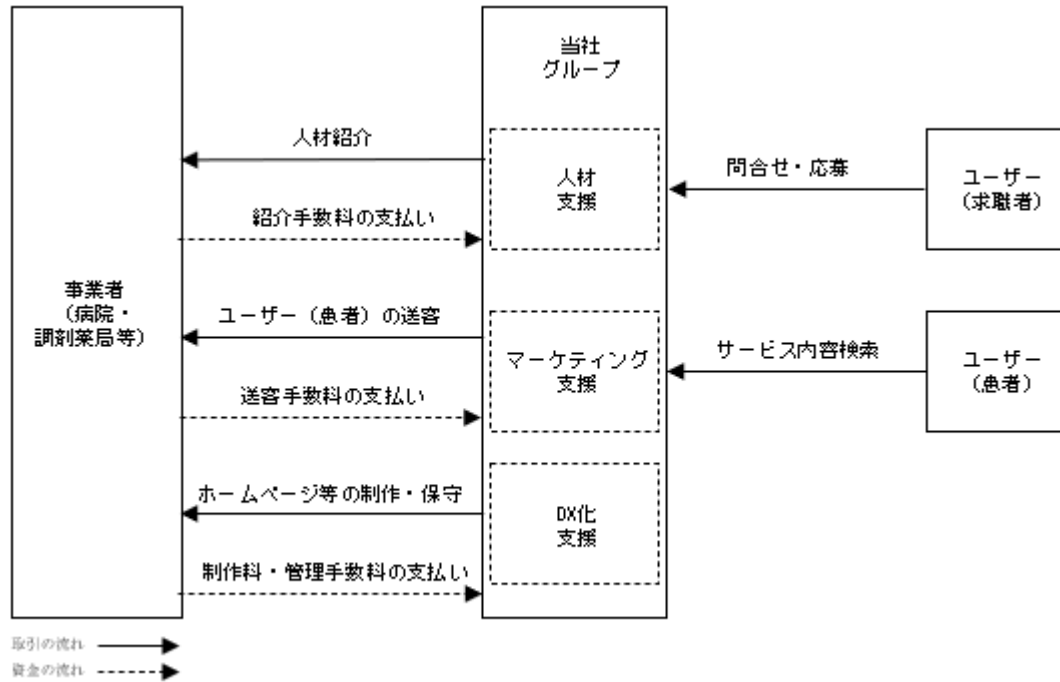 当社
グループ
人材紹介
人材
支援
問合せ・応募
ユーザー
(求職者)
紹介手数料の支払い
事業者
(病院・
調剤薬局等)
ユーザー(患者)の送客
マーケティング
支援
サービス内容検索
ユーザー
(患者)
送客手数料の支払い
ホームページ等の制作・保守
DX化
支援
制作料・管理手数料の支払い
取引の流れ
資金の流れ